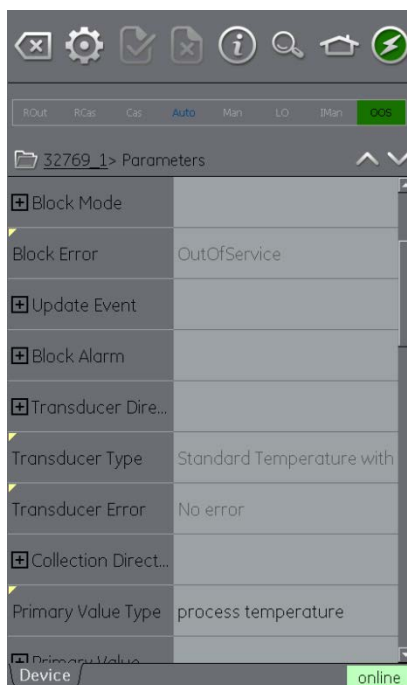 ROut RCas Cas Auto Man LO IMan OOS
32769_1> Parameters
Block Mode
Block Error OutOfService
Update Event
Block Alarm
Transducer Dire...
Transducer Type Standard Temperature with
Transducer Error No error
Collection Direct...
Primary Value Type process temperature
Primary Value
Device online